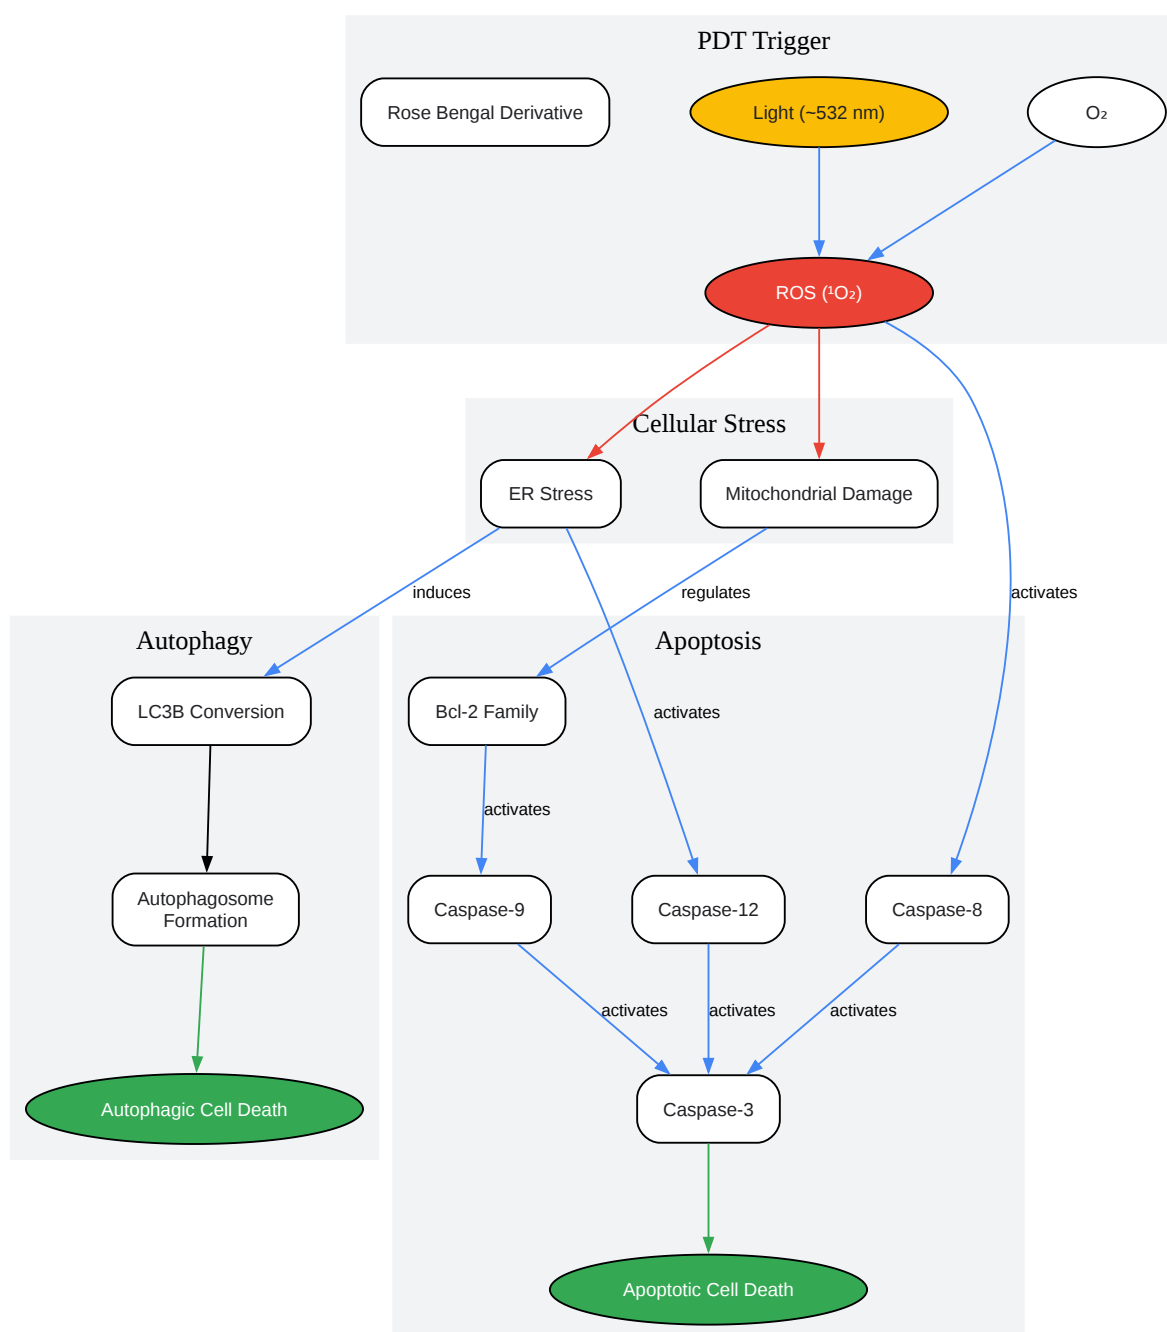 PDT Trigger
Rose Bengal Derivative
Light (~532 nm)
O₂
ROS (¹O₂)
Cellular Stress
ER Stress
Mitochondrial Damage
induces
regulates
activates
Autophagy
Apoptosis
LC3B Conversion
Bcl-2 Family
activates
activates
Autophagosome
Formation
Caspase-9
Caspase-12
Caspase-8
activates
activates
activates
Autophagic Cell Death
Caspase-3
Apoptotic Cell Death